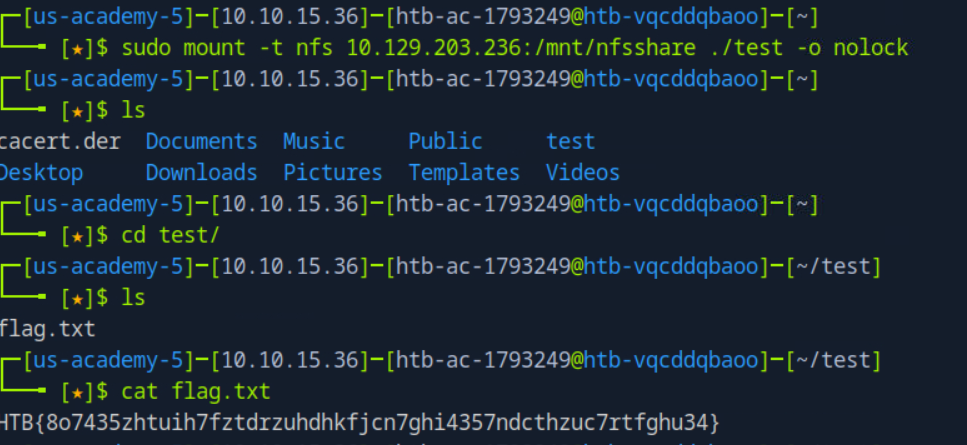 [us-academy-5]─[10.10.15.36]─[htb-ac-1793249@htb-vqcddqbaoo]─[~]
[★]$ sudo mount -t nfs 10.129.203.236:/mnt/nfsshare ./test -o nolock
[us-academy-5]─[10.10.15.36]─[htb-ac-1793249@htb-vqcddqbaoo]─[~]
[★]$ ls
cacert.der Documents Music Public test
Desktop Downloads Pictures Templates Videos
[us-academy-5]─[10.10.15.36]─[htb-ac-1793249@htb-vqcddqbaoo]─[~]
[★]$ cd test/
[us-academy-5]─[10.10.15.36]─[htb-ac-1793249@htb-vqcddqbaoo]─[~/test]
[★]$ ls
flag.txt
[us-academy-5]─[10.10.15.36]─[htb-ac-1793249@htb-vqcddqbaoo]─[~/test]
[★]$ cat flag.txt
HTB{8o7435zhtuih7fztdrzuhdhkfjcn7ghi4357ndcthzuc7rtfghu34}